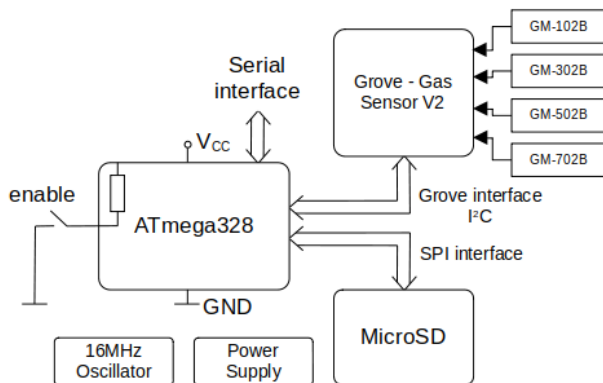 GM-102B
Serial
interface
Grove - Gas
Sensor V2
GM-302B
GM-502B
GM-702B
VCC
enable
ATmega328
Grove interface
I²C
SPI interface
GND
MicroSD
16MHz
Oscillator
Power
Supply